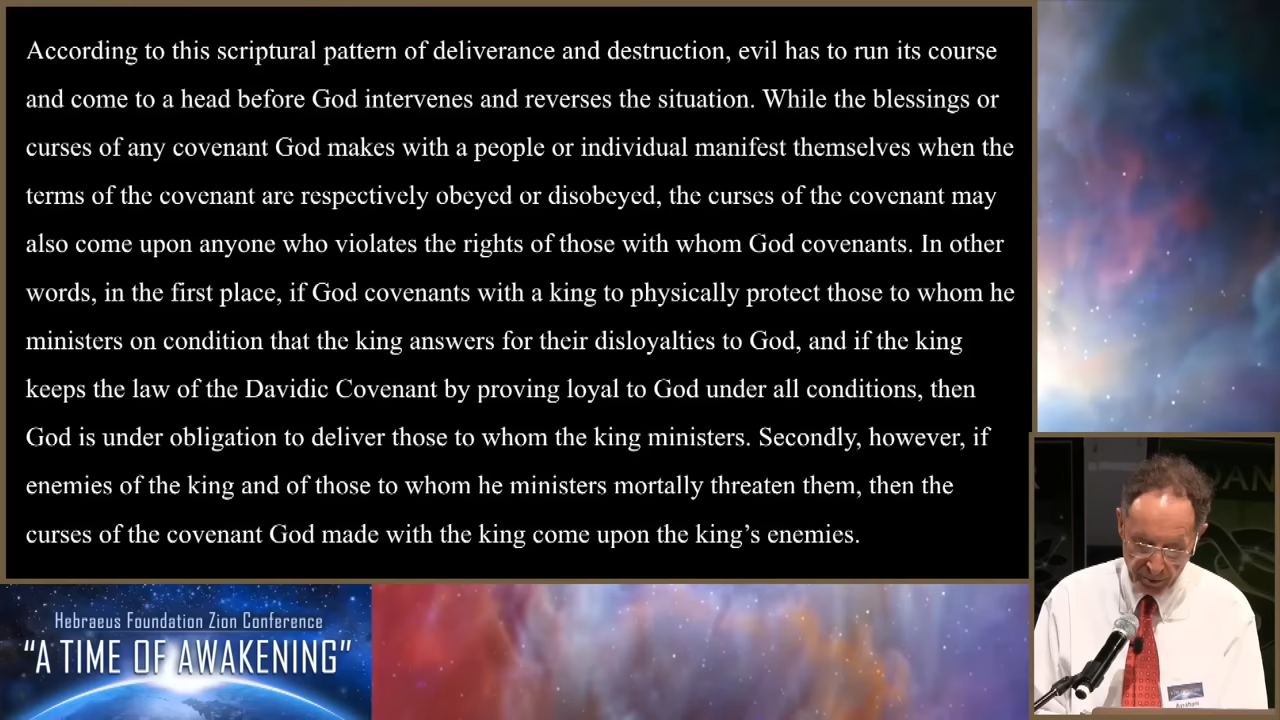 According to this scriptural pattern of deliverance and destruction, evil has to run its course
and come to a head before God intervenes and reverses the situation. While the blessings or
curses of any covenant God makes with a people or individual manifest themselves when the
terms of the covenant are respectively obeyed or disobeyed, the curses of the covenant may
also come upon anyone who violates the rights of those with whom God covenants. In other
words, in the first place, if God covenants with a king to physically protect those to whom he
ministers on condition that the king answers for their disloyalties to God, and if the king
keeps the law of the Davidic Covenant by proving loyal to God under all conditions, then
God is under obligation to deliver those to whom the king ministers. Secondly, however, if
enemies of the king and of those to whom he ministers mortally threaten them, then the
curses of the covenant God made with the king come upon the king’s enemies.
Hebraeus Foundation Zion Conference
“A TIME OF AWAKENING”
Avraham